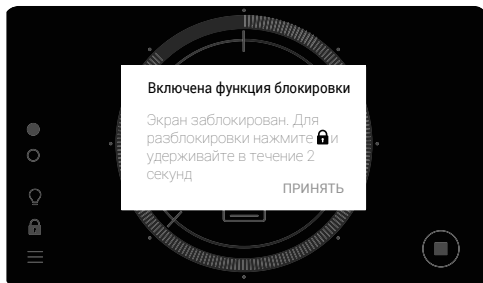 Включена функция блокировки
Экран заблокирован. Для
разблокировки нажмите и
удерживайте в течение 2
секунд
ПРИНЯТЬ